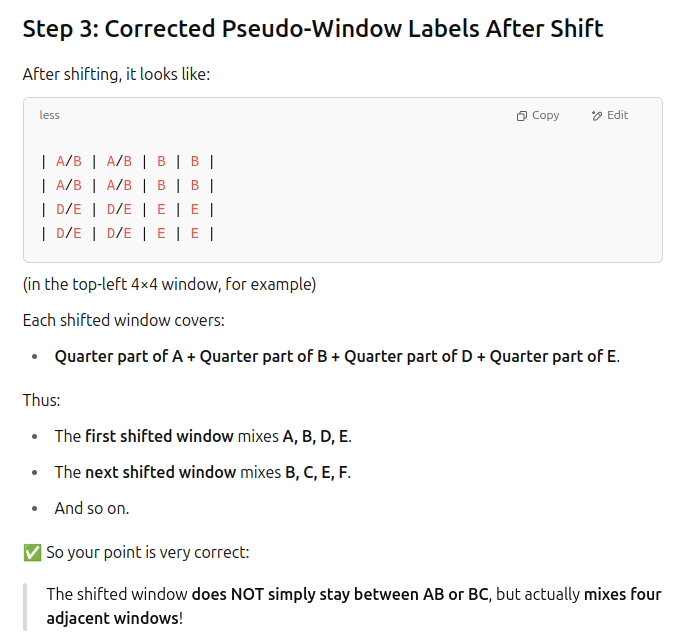 Step 3: Corrected Pseudo-Window Labels After Shift
After shifting, it looks like:
less Copy Edit
| A/B | A/B | B | B |
| A/B | A/B | B | B |
| D/E | D/E | E | E |
| D/E | D/E | E | E |
(in the top-left 4×4 window, for example)
Each shifted window covers:
• Quarter part of A + Quarter part of B + Quarter part of D + Quarter part of E.
Thus:
• The first shifted window mixes A, B, D, E.
• The next shifted window mixes B, C, E, F.
• And so on.
✅ So your point is very correct:
The shifted window does NOT simply stay between AB or BC, but actually mixes four
adjacent windows!